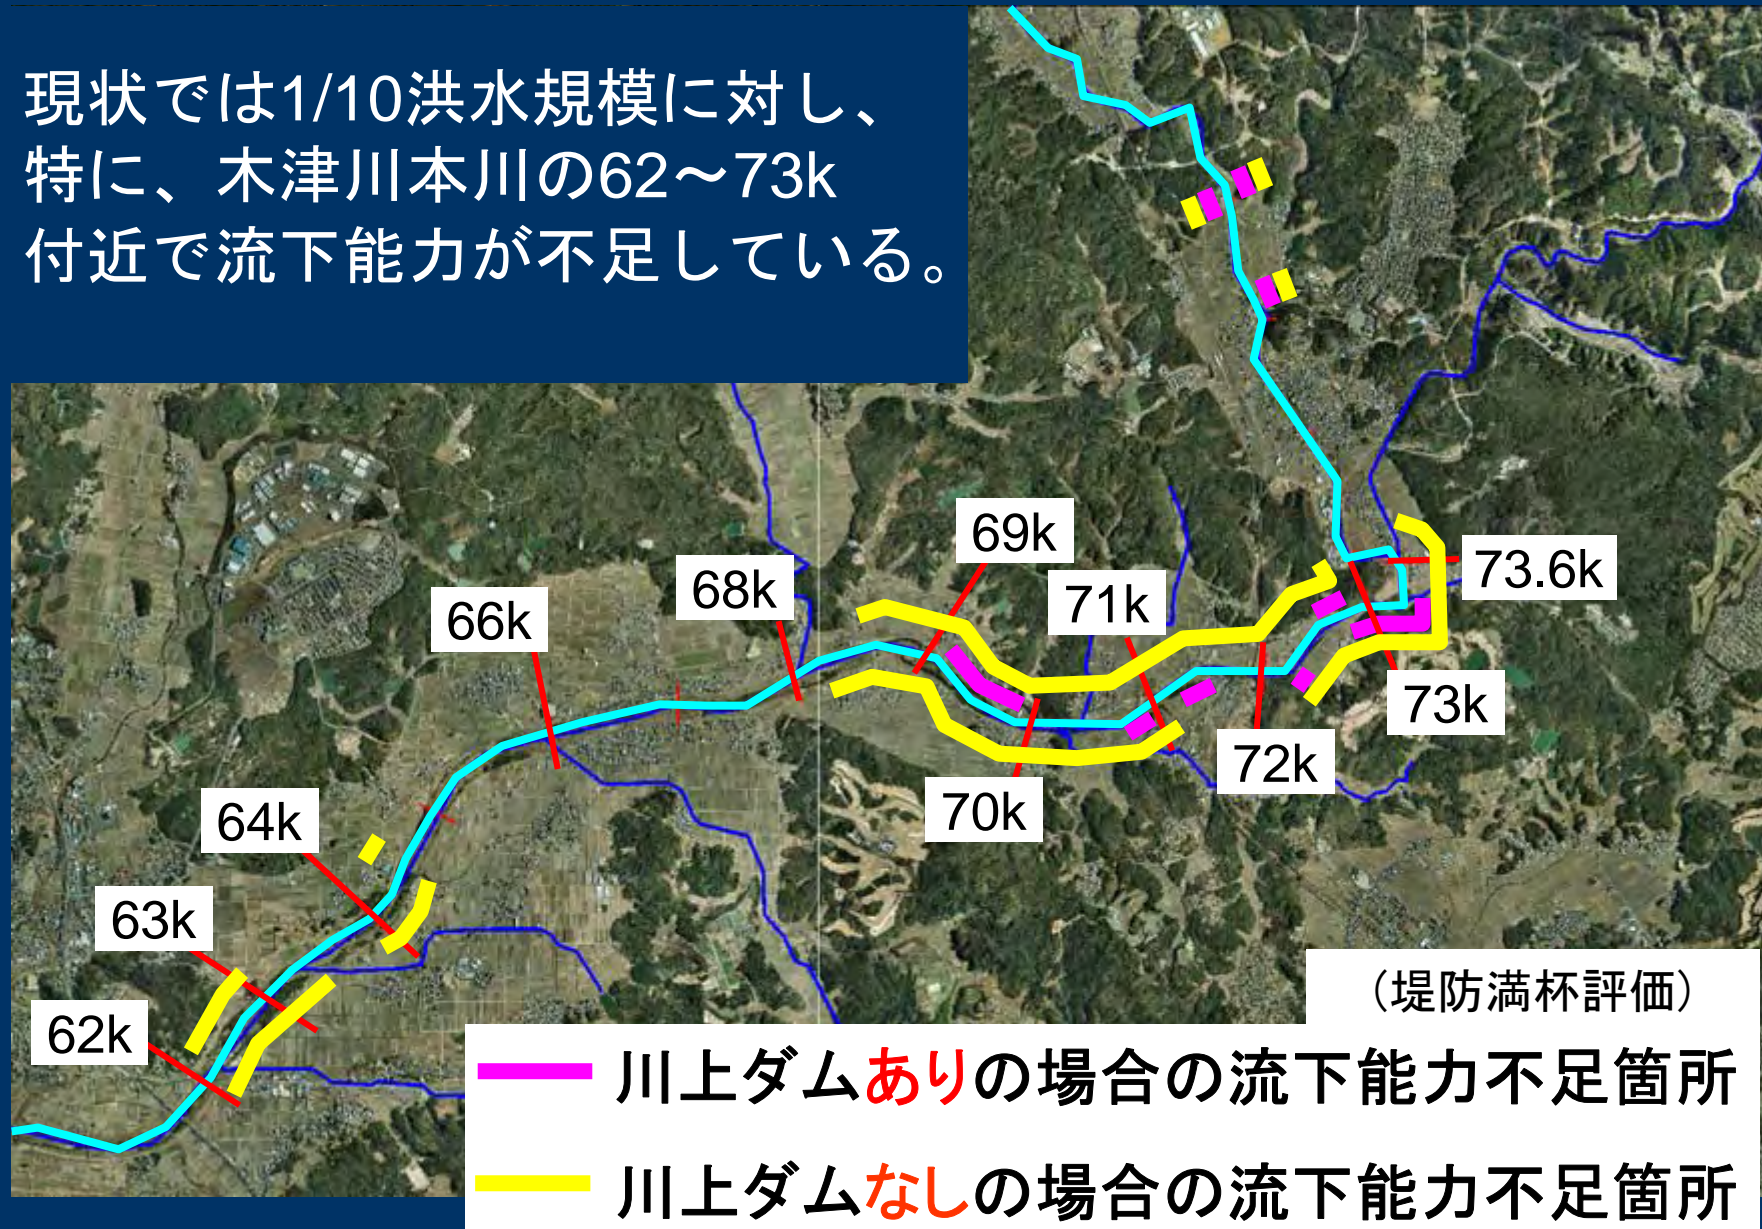 現状では1/10洪水規模に対し、
特に、木津川本川の62～73k
付近で流下能力が不足している。
69k
73.6k
68k
71k
66k
73k
72k
70k
64k
63k
62k
（堤防満杯評価）
川上ダムありの場合の流下能力不足箇所
川上ダムなしの場合の流下能力不足箇所